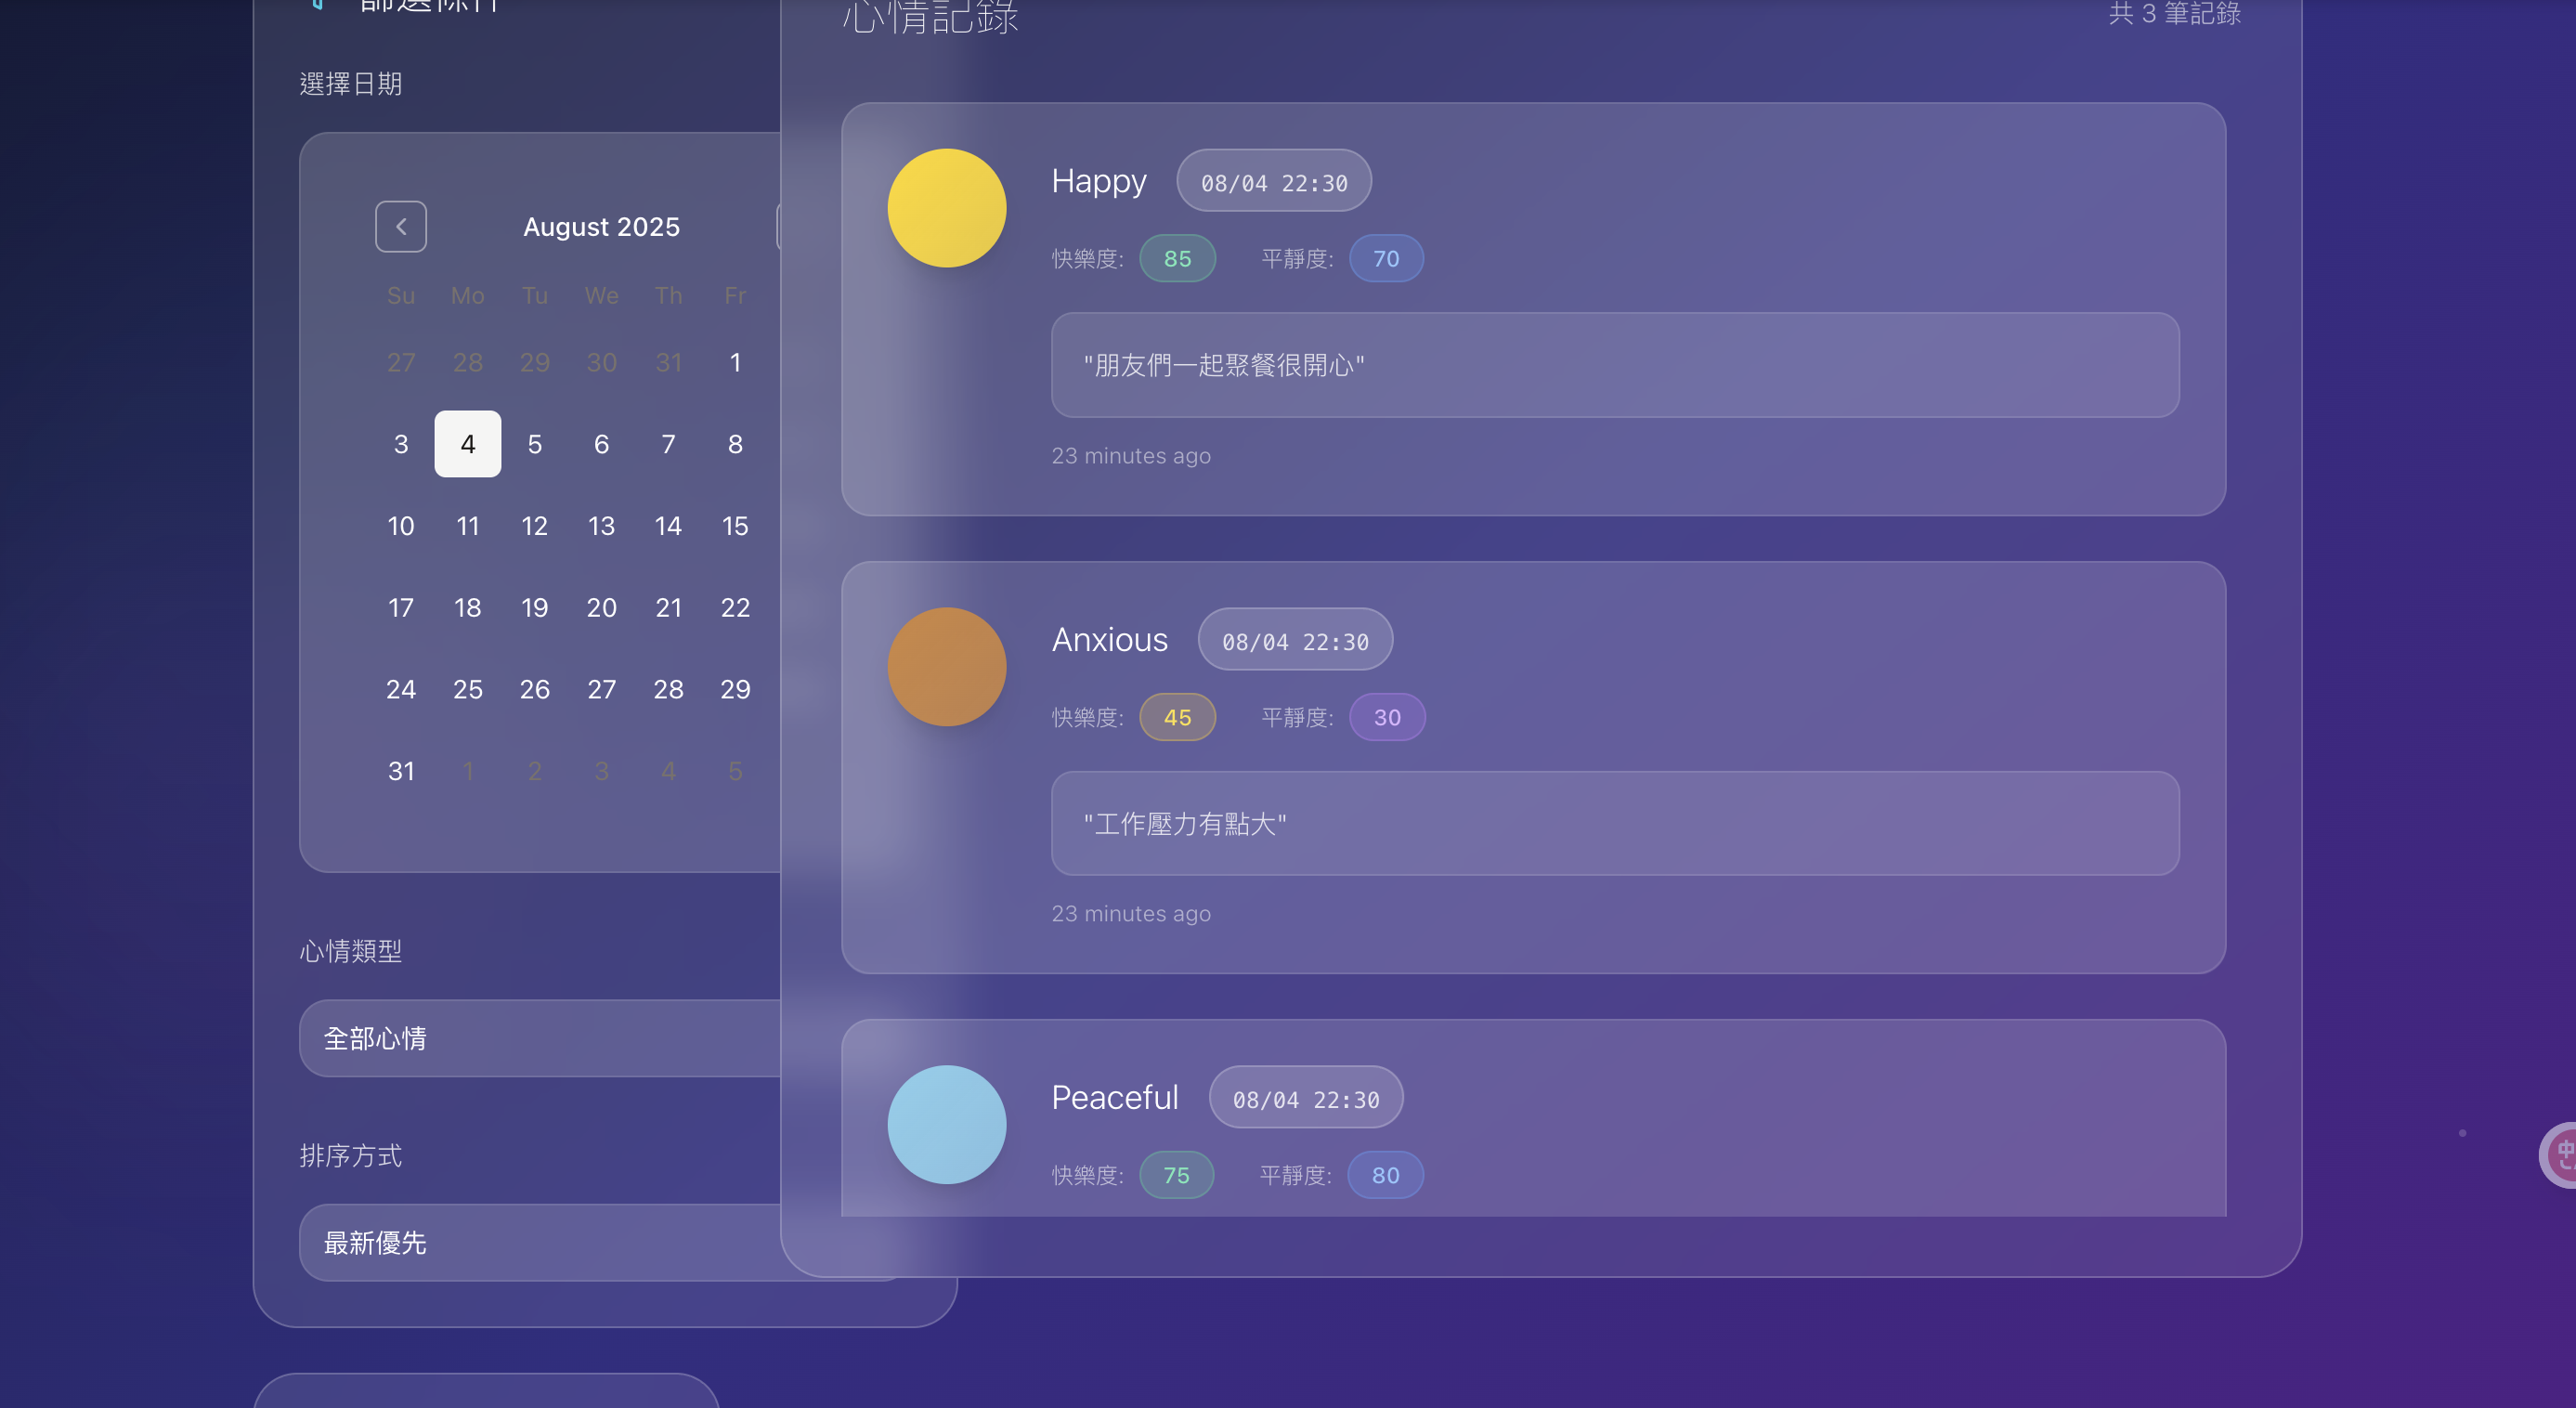 篩選條件
選擇日期
August 2025
Su Mo Tu We Th Fr
27 28 29 30 31 1
3 4 5 6 7 8
10 11 12 13 14 15
17 18 19 20 21 22
24 25 26 27 28 29
31 1 2 3 4 5
心情類型
全部心情
排序方式
最新優先
心情記錄
共 3 筆記錄
Happy 08/04 22:30
快樂度: 85 平靜度: 70
"朋友們一起聚餐很開心"
23 minutes ago
Anxious 08/04 22:30
快樂度: 45 平靜度: 30
"工作壓力有點大"
23 minutes ago
Peaceful 08/04 22:30
快樂度: 75 平靜度: 80